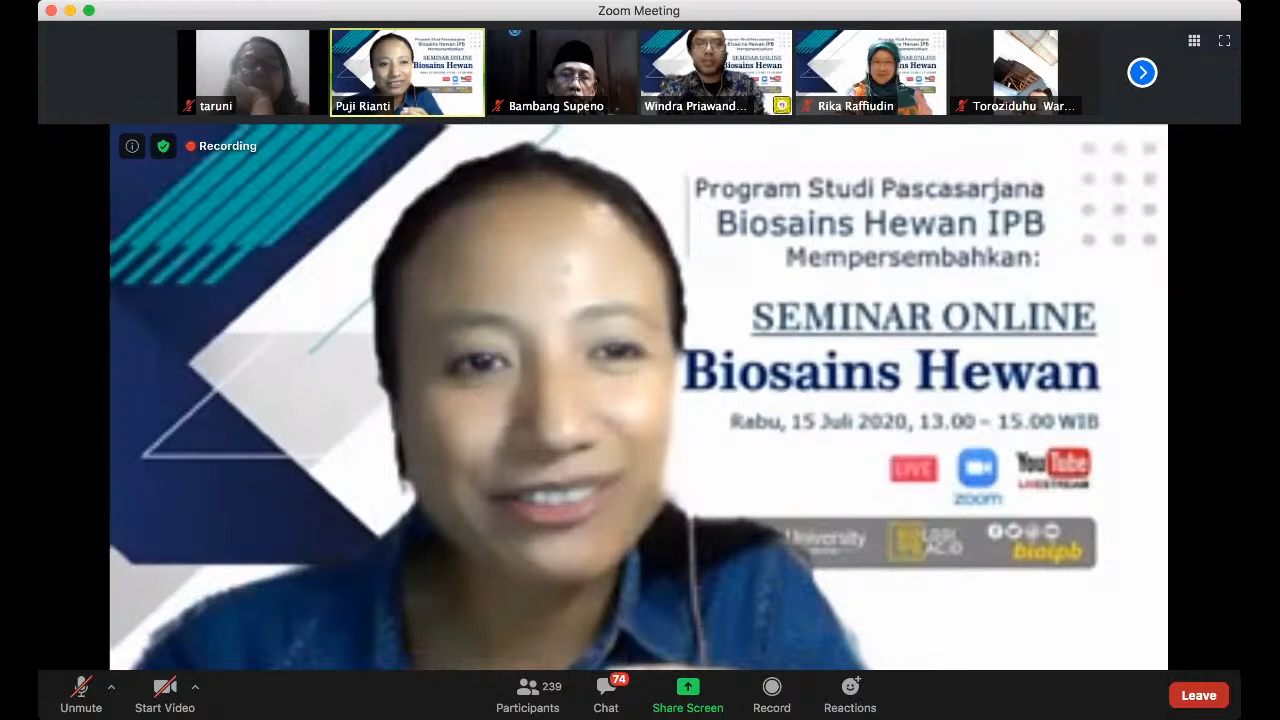 Zoom Meeting
taruni
Puji Rianti
Bambang Supeno
Windra Priawand...
Rika Raffiudin
Toroziduhu War...
Recording
Program Studi Pascasarjana
Biosains Hewan IPB
Mempersembahkan:
SEMINAR ONLINE
Biosains Hewan
Rabu, 15 Juli 2020, 13.00 – 15.00 WIB
LIVE
zoom
YouTube
LIVESTREAM
University
bioipb
Unmute
Start Video
239
Participants
74
Chat
Share Screen
Record
Reactions
Leave